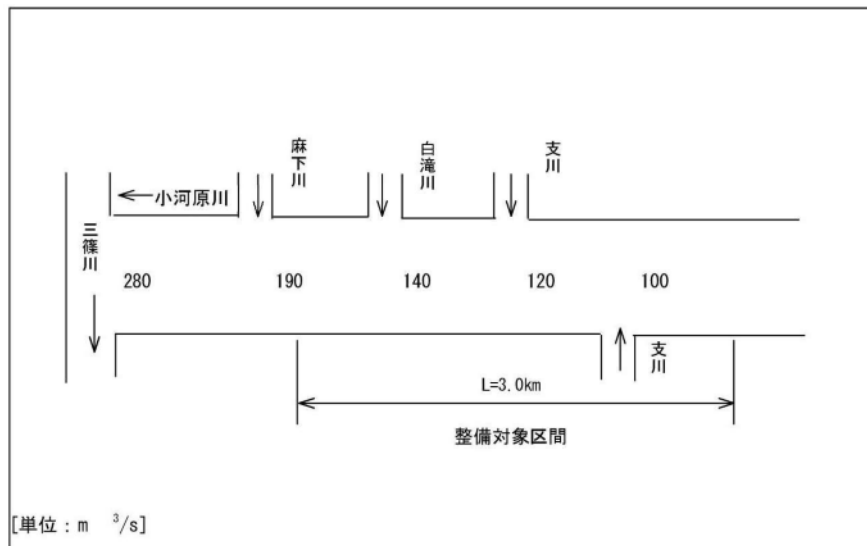 麻下川
白滝川
支川
小河原川
三篠川
280
190
140
120
100
支川
L=3.0km
整備対象区間
[単位：m ³/s]